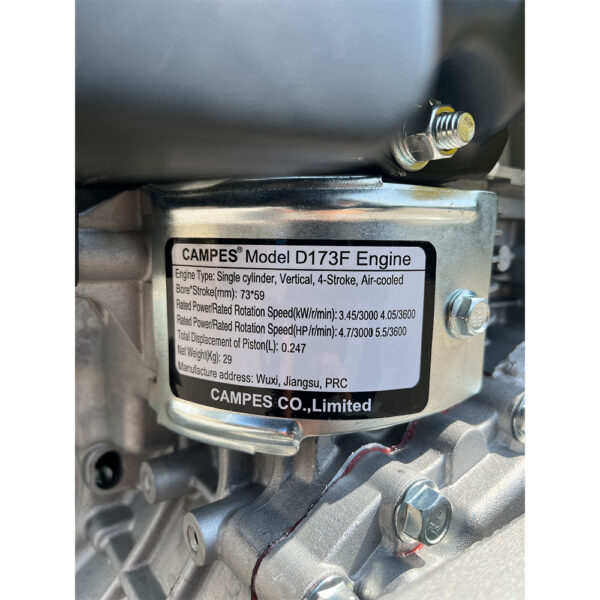 CAMPES® Model D173F Engine
Engine Type: Single cylinder, Vertical, 4-Stroke, Air-cooled
Bore*Stroke(mm): 73*59
Rated Power/Rated Rotation Speed(kW/r/min): 3.45/3000 4.05/3600
Rated Power/Rated Rotation Speed(HP/r/min): 4.7/3000 5.5/3600
Total Displacement of Piston(L): 0.247
Net Weight(Kg): 29
Manufacture address: Wuxi, Jiangsu, PRC
CAMPES CO.,Limited